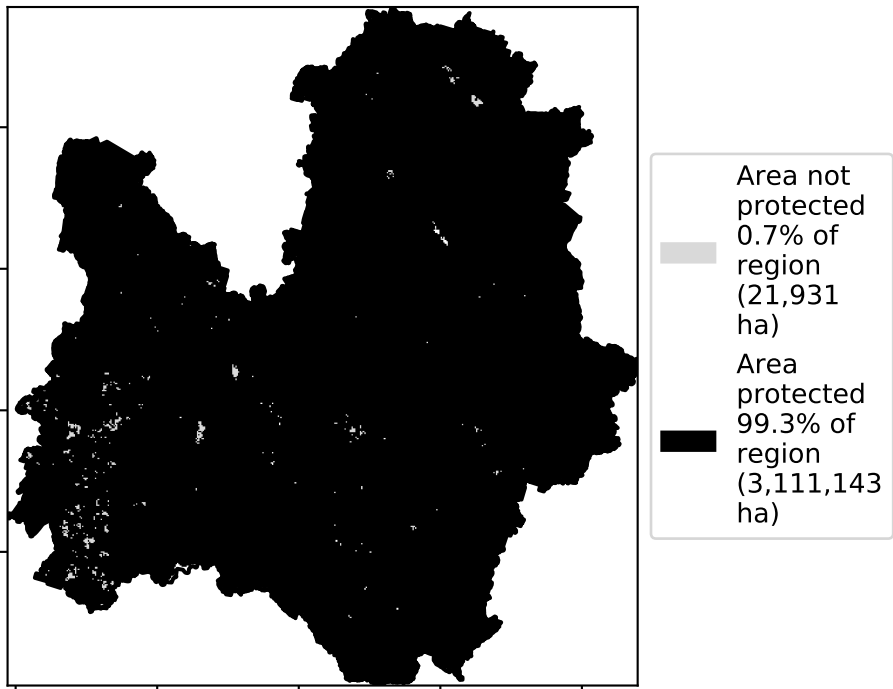 Area not
protected
0.7% of
region
(21,931
ha)
Area
protected
99.3% of
region
(3,111,143
ha)